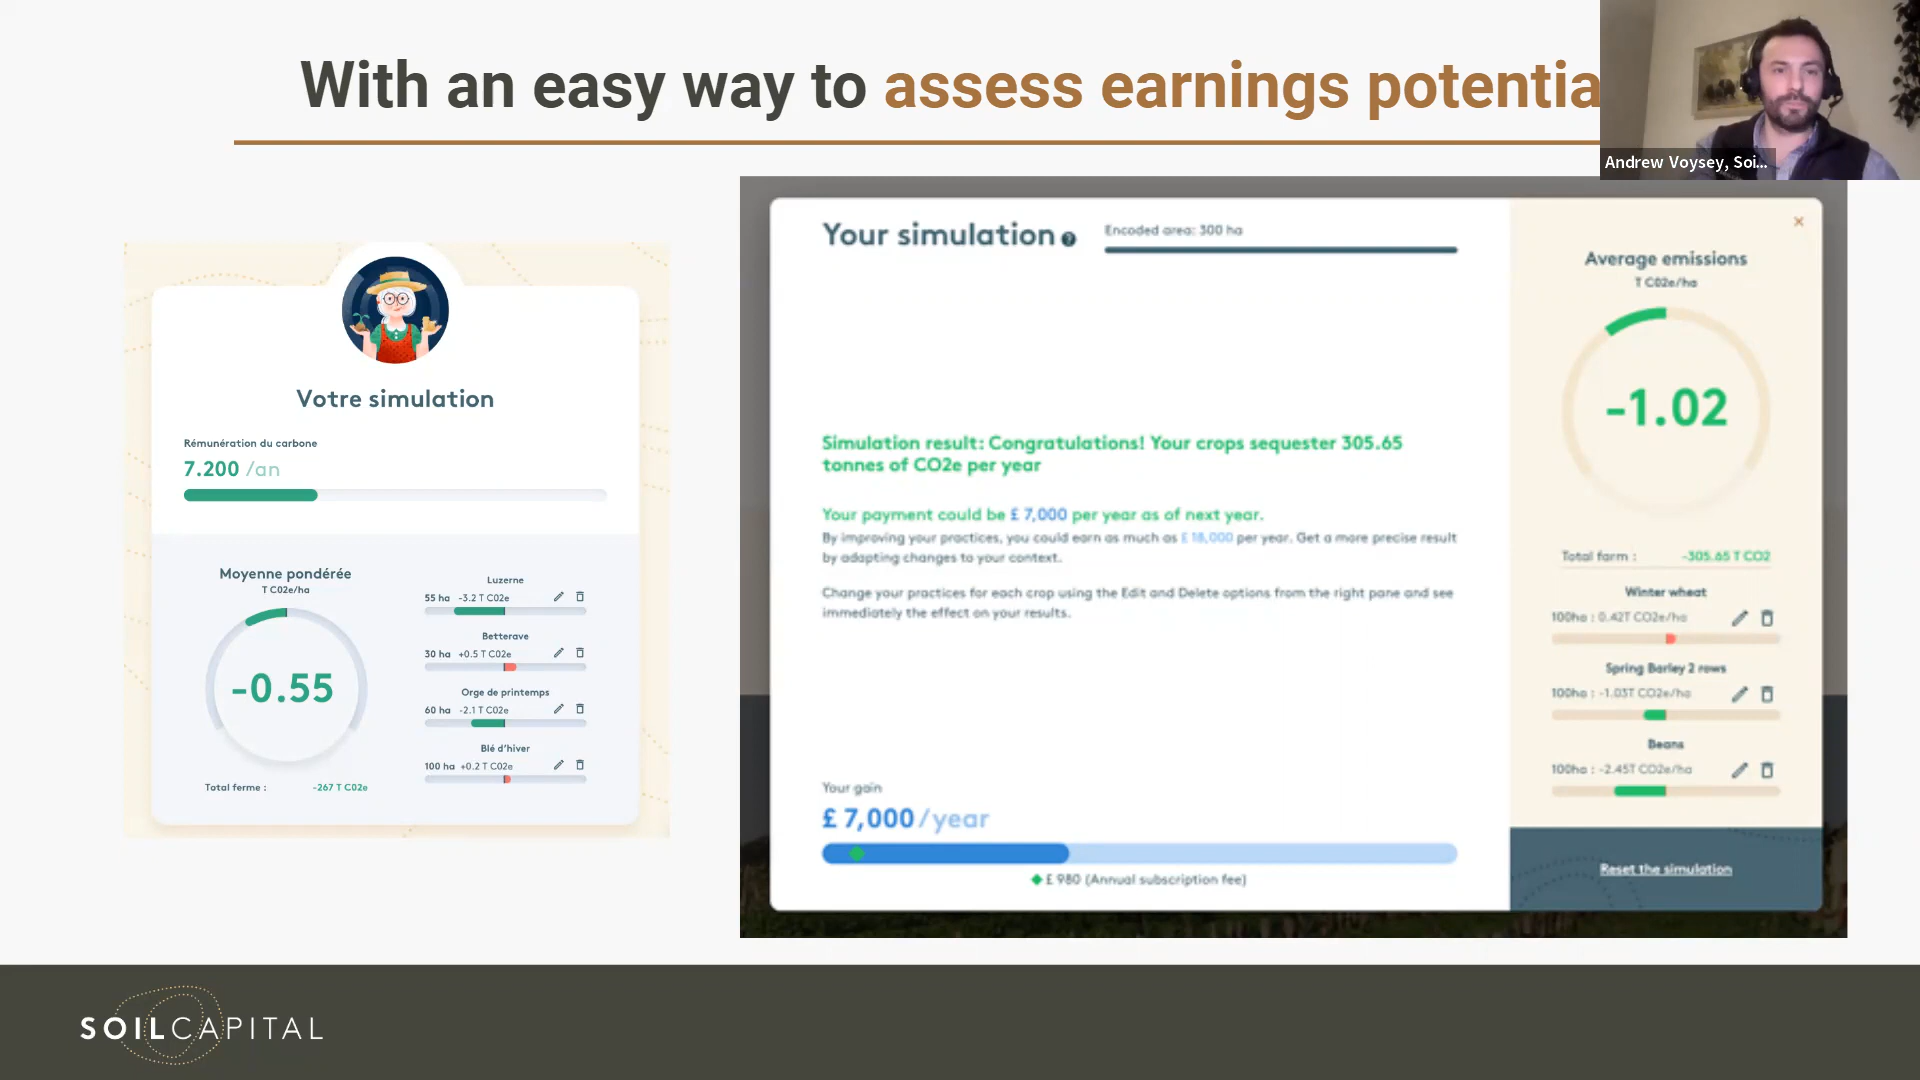 With an easy way to assess earnings potentia
Andrew Voysey, Soi...
Votre simulation
Rémunération du carbone
7.200 /an
Moyenne pondérée
T CO2e/ha
-0.55
Total ferme : -267 T CO2e
Luzerne
55 ha -3.2 T CO2e
Betterave
30 ha +0.5 T CO2e
Orge de printemps
60 ha -2.1 T CO2e
Blé d'hiver
100 ha +0.2 T CO2e
Your simulation ?
Encoded area: 300 ha
Simulation result: Congratulations! Your crops sequester 305.65
tonnes of CO2e per year
Your payment could be £ 7,000 per year as of next year.
By improving your practices, you could earn as much as £ 18,000 per year. Get a more precise result
by adapting changes to your context.
Change your practices for each crop using the Edit and Delete options from the right pane and see
immediately the effect on your results.
Your gain
£ 7,000 / year
£ 980 (Annual subscription fee)
Average emissions
T CO2e/ha
-1.02
Total farm : -305.65 T CO2
Winter wheat
100ha : 0.42T CO2e/ha
Spring Barley 2 rows
100ha : -1.03T CO2e/ha
Beans
100ha : -2.45T CO2e/ha
Reset the simulation
SOILCAPITAL